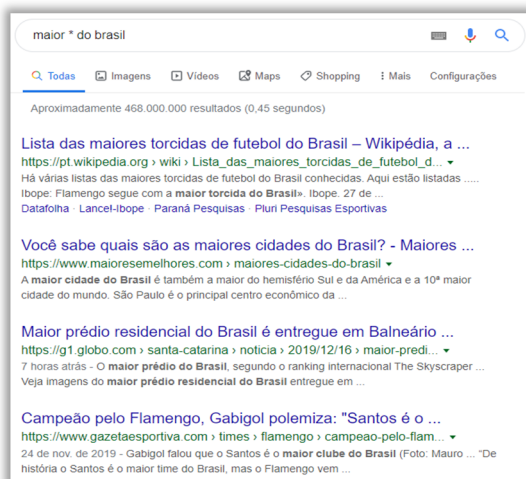 maior * do brasil
Todas Imagens Vídeos Maps Shopping Mais Configurações
Aproximadamente 468.000.000 resultados (0,45 segundos)
Lista das maiores torcidas de futebol do Brasil – Wikipédia, a ...
https://pt.wikipedia.org › wiki › Lista_das_maiores_torcidas_de_futebol_d...
Há várias listas das maiores torcidas de futebol do Brasil conhecidas. Aqui estão listadas .....
Ibope: Flamengo segue com a maior torcida do Brasil». Ibope. 27 de ...
Datafolha · Lance!-Ibope · Paraná Pesquisas · Pluri Pesquisas Esportivas
Você sabe quais são as maiores cidades do Brasil? - Maiores ...
https://www.maioresemelhores.com › maiores-cidades-do-brasil
A maior cidade do Brasil é também a maior do hemisfério Sul e da América e a 10ª maior
cidade do mundo. São Paulo é o principal centro econômico da ...
Maior prédio residencial do Brasil é entregue em Balneário ...
https://g1.globo.com › santa-catarina › noticia › 2019/12/16 › maior-predi...
7 horas atrás - O maior prédio do Brasil, segundo o ranking internacional The Skyscraper ...
Veja imagens do maior prédio residencial do Brasil entregue em ...
Campeão pelo Flamengo, Gabigol polemiza: "Santos é o ...
https://www.gazetaesportiva.com › times › flamengo › campeao-pelo-flam...
24 de nov. de 2019 - Gabigol falou que o Santos é o maior clube do Brasil (Foto: Mauro ... "De
história o Santos é o maior time do Brasil, mas o Flamengo vem ...